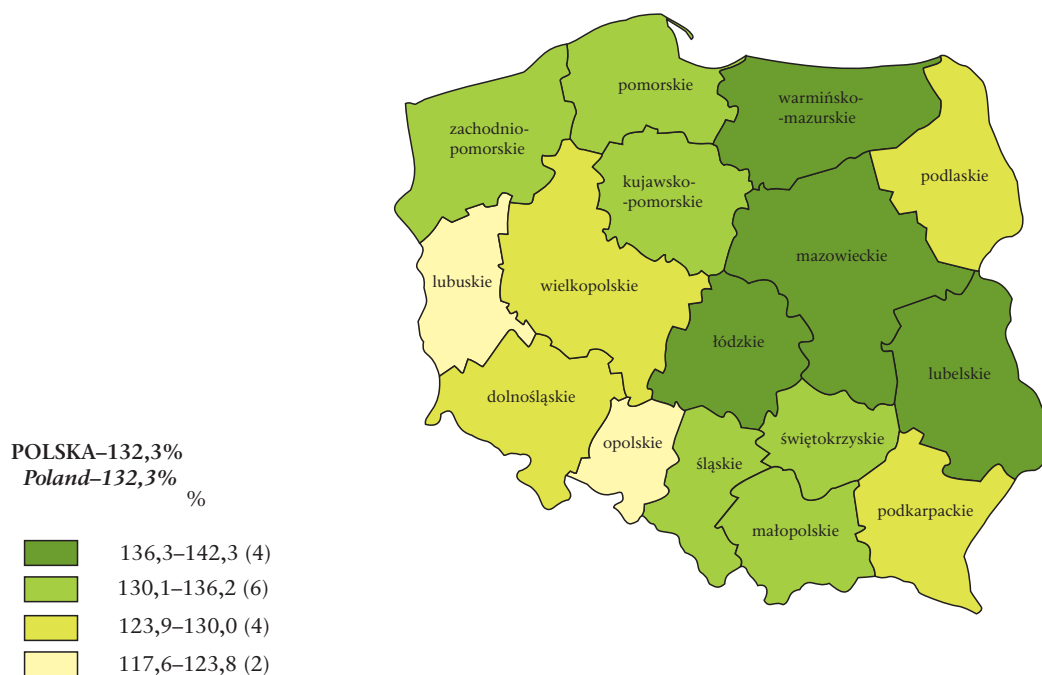 pomorskie
warmińsko-
-mazurskie
zachodnio-
pomorskie
podlaskie
kujawsko-
-pomorskie
mazowieckie
lubuskie
wielkopolskie
łódzkie
lubelskie
dolnośląskie
opolskie
świętokrzyskie
śląskie
podkarpackie
małopolskie
POLSKA–132,3%
Poland–132,3%
%
136,3–142,3 (4)
130,1–136,2 (6)
123,9–130,0 (4)
117,6–123,8 (2)